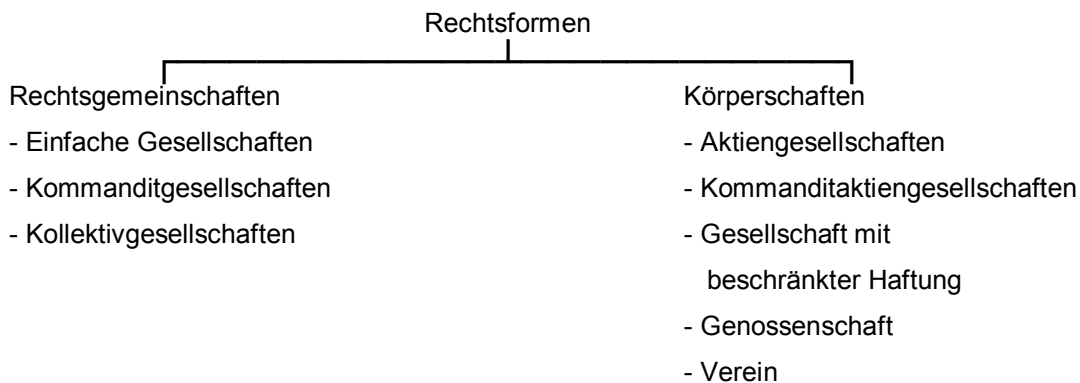 Rechtsformen
Rechtsgemeinschaften
- Einfache Gesellschaften
- Kommanditgesellschaften
- Kollektivgesellschaften
Körperschaften
- Aktiengesellschaften
- Kommanditaktiengesellschaften
- Gesellschaft mit
beschränkter Haftung
- Genossenschaft
- Verein